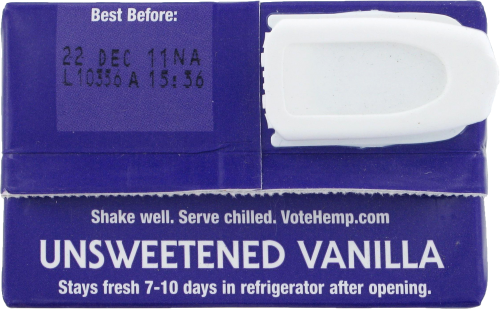 Best Before:
22 DEC 11NA
L10336A 15:36
Shake well. Serve chilled. VoteHemp.com
UNSWEETENED VANILLA
Stays fresh 7-10 days in refrigerator after opening.